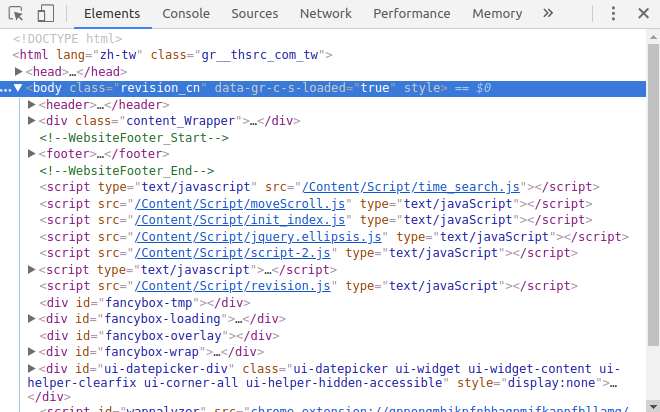 Elements Console Sources Network Performance Memory »
<!DOCTYPE html>
<html lang="zh-tw" class="gr__thsrc_com_tw">
<head>…</head>
…<body class="revision_cn" data-gr-c-s-loaded="true" style> == $0
<header>…</header>
<div class="content_Wrapper">…</div>
<!--WebsiteFooter_Start-->
<footer>…</footer>
<!--WebsiteFooter_End-->
<script type="text/javascript" src="/Content/Script/time_search.js"></script>
<script src="/Content/Script/moveScroll.js" type="text/javaScript"></script>
<script src="/Content/Script/init_index.js" type="text/javaScript"></script>
<script src="/Content/Script/jquery.ellipsis.js" type="text/javaScript"></script>
<script src="/Content/Script/script-2.js" type="text/javaScript"></script>
<script type="text/javascript">…</script>
<script src="/Content/Script/revision.js" type="text/javaScript"></script>
<div id="fancybox-tmp"></div>
<div id="fancybox-loading">…</div>
<div id="fancybox-overlay"></div>
<div id="fancybox-wrap">…</div>
<div id="ui-datepicker-div" class="ui-datepicker ui-widget ui-widget-content ui-
helper-clearfix ui-corner-all ui-helper-hidden-accessible" style="display:none">…
</div>
<script id="wappalyzer" src="chrome-extension://